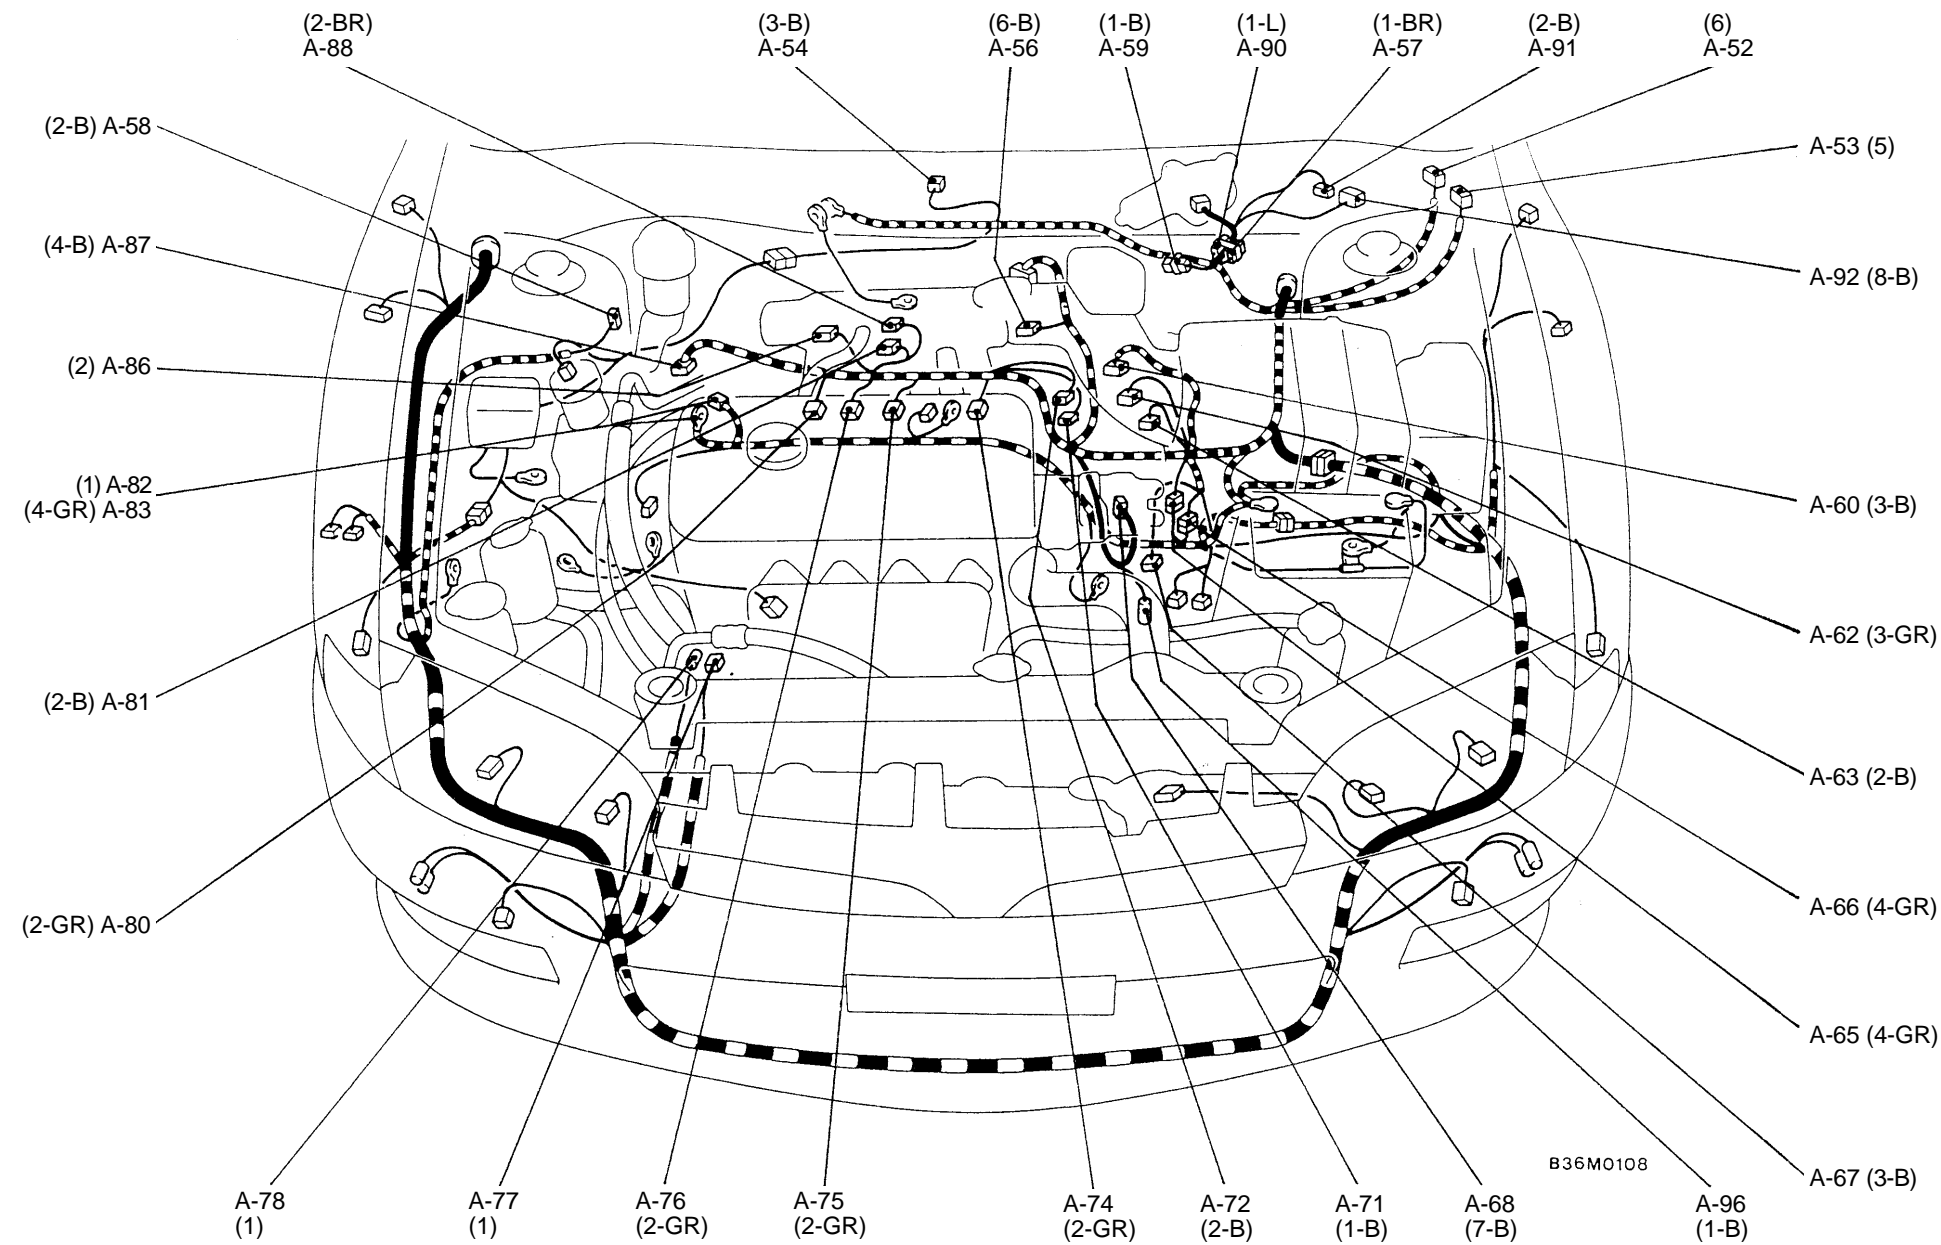 (2-BR)
A-88
(3-B)
A-54
(6-B)
A-56
(1-B)
A-59
(1-L)
A-90
(1-BR)
A-57
(2-B)
A-91
(6)
A-52
(2-B) A-58
A-53 (5)
(4-B) A-87
A-92 (8-B)
(2) A-86
(1) A-82
(4-GR) A-83
A-60 (3-B)
A-62 (3-GR)
(2-B) A-81
A-63 (2-B)
(2-GR) A-80
A-66 (4-GR)
A-65 (4-GR)
B36M0108
A-67 (3-B)
A-78
(1)
A-77
(1)
A-76
(2-GR)
A-75
(2-GR)
A-74
(2-GR)
A-72
(2-B)
A-71
(1-B)
A-68
(7-B)
A-96
(1-B)